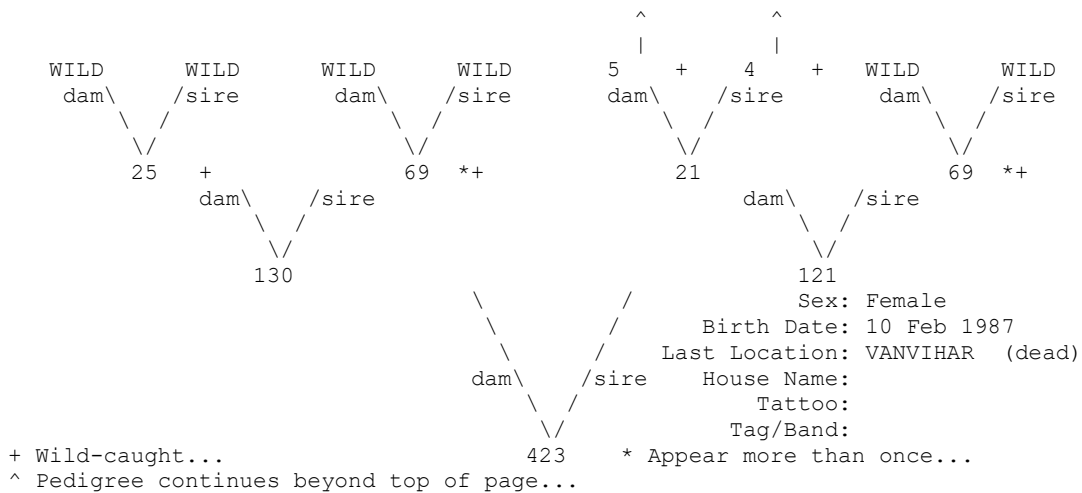 ^ ^
| |
WILD WILD WILD WILD 5 + 4 + WILD WILD
dam\ /sire dam\ /sire dam\ /sire dam\ /sire
\ / \ / \ / \ /
\/ \/ \/ \/
25 + 69 *+ 21 69 *+
dam\ /sire dam\ /sire
\ / \ /
\/ \/
130 121
\ / Sex: Female
\ / Birth Date: 10 Feb 1987
\ / Last Location: VANVIHAR (dead)
dam\ /sire House Name:
\ / Tattoo:
\/ Tag/Band:
+ Wild-caught... 423 * Appear more than once...
^ Pedigree continues beyond top of page...